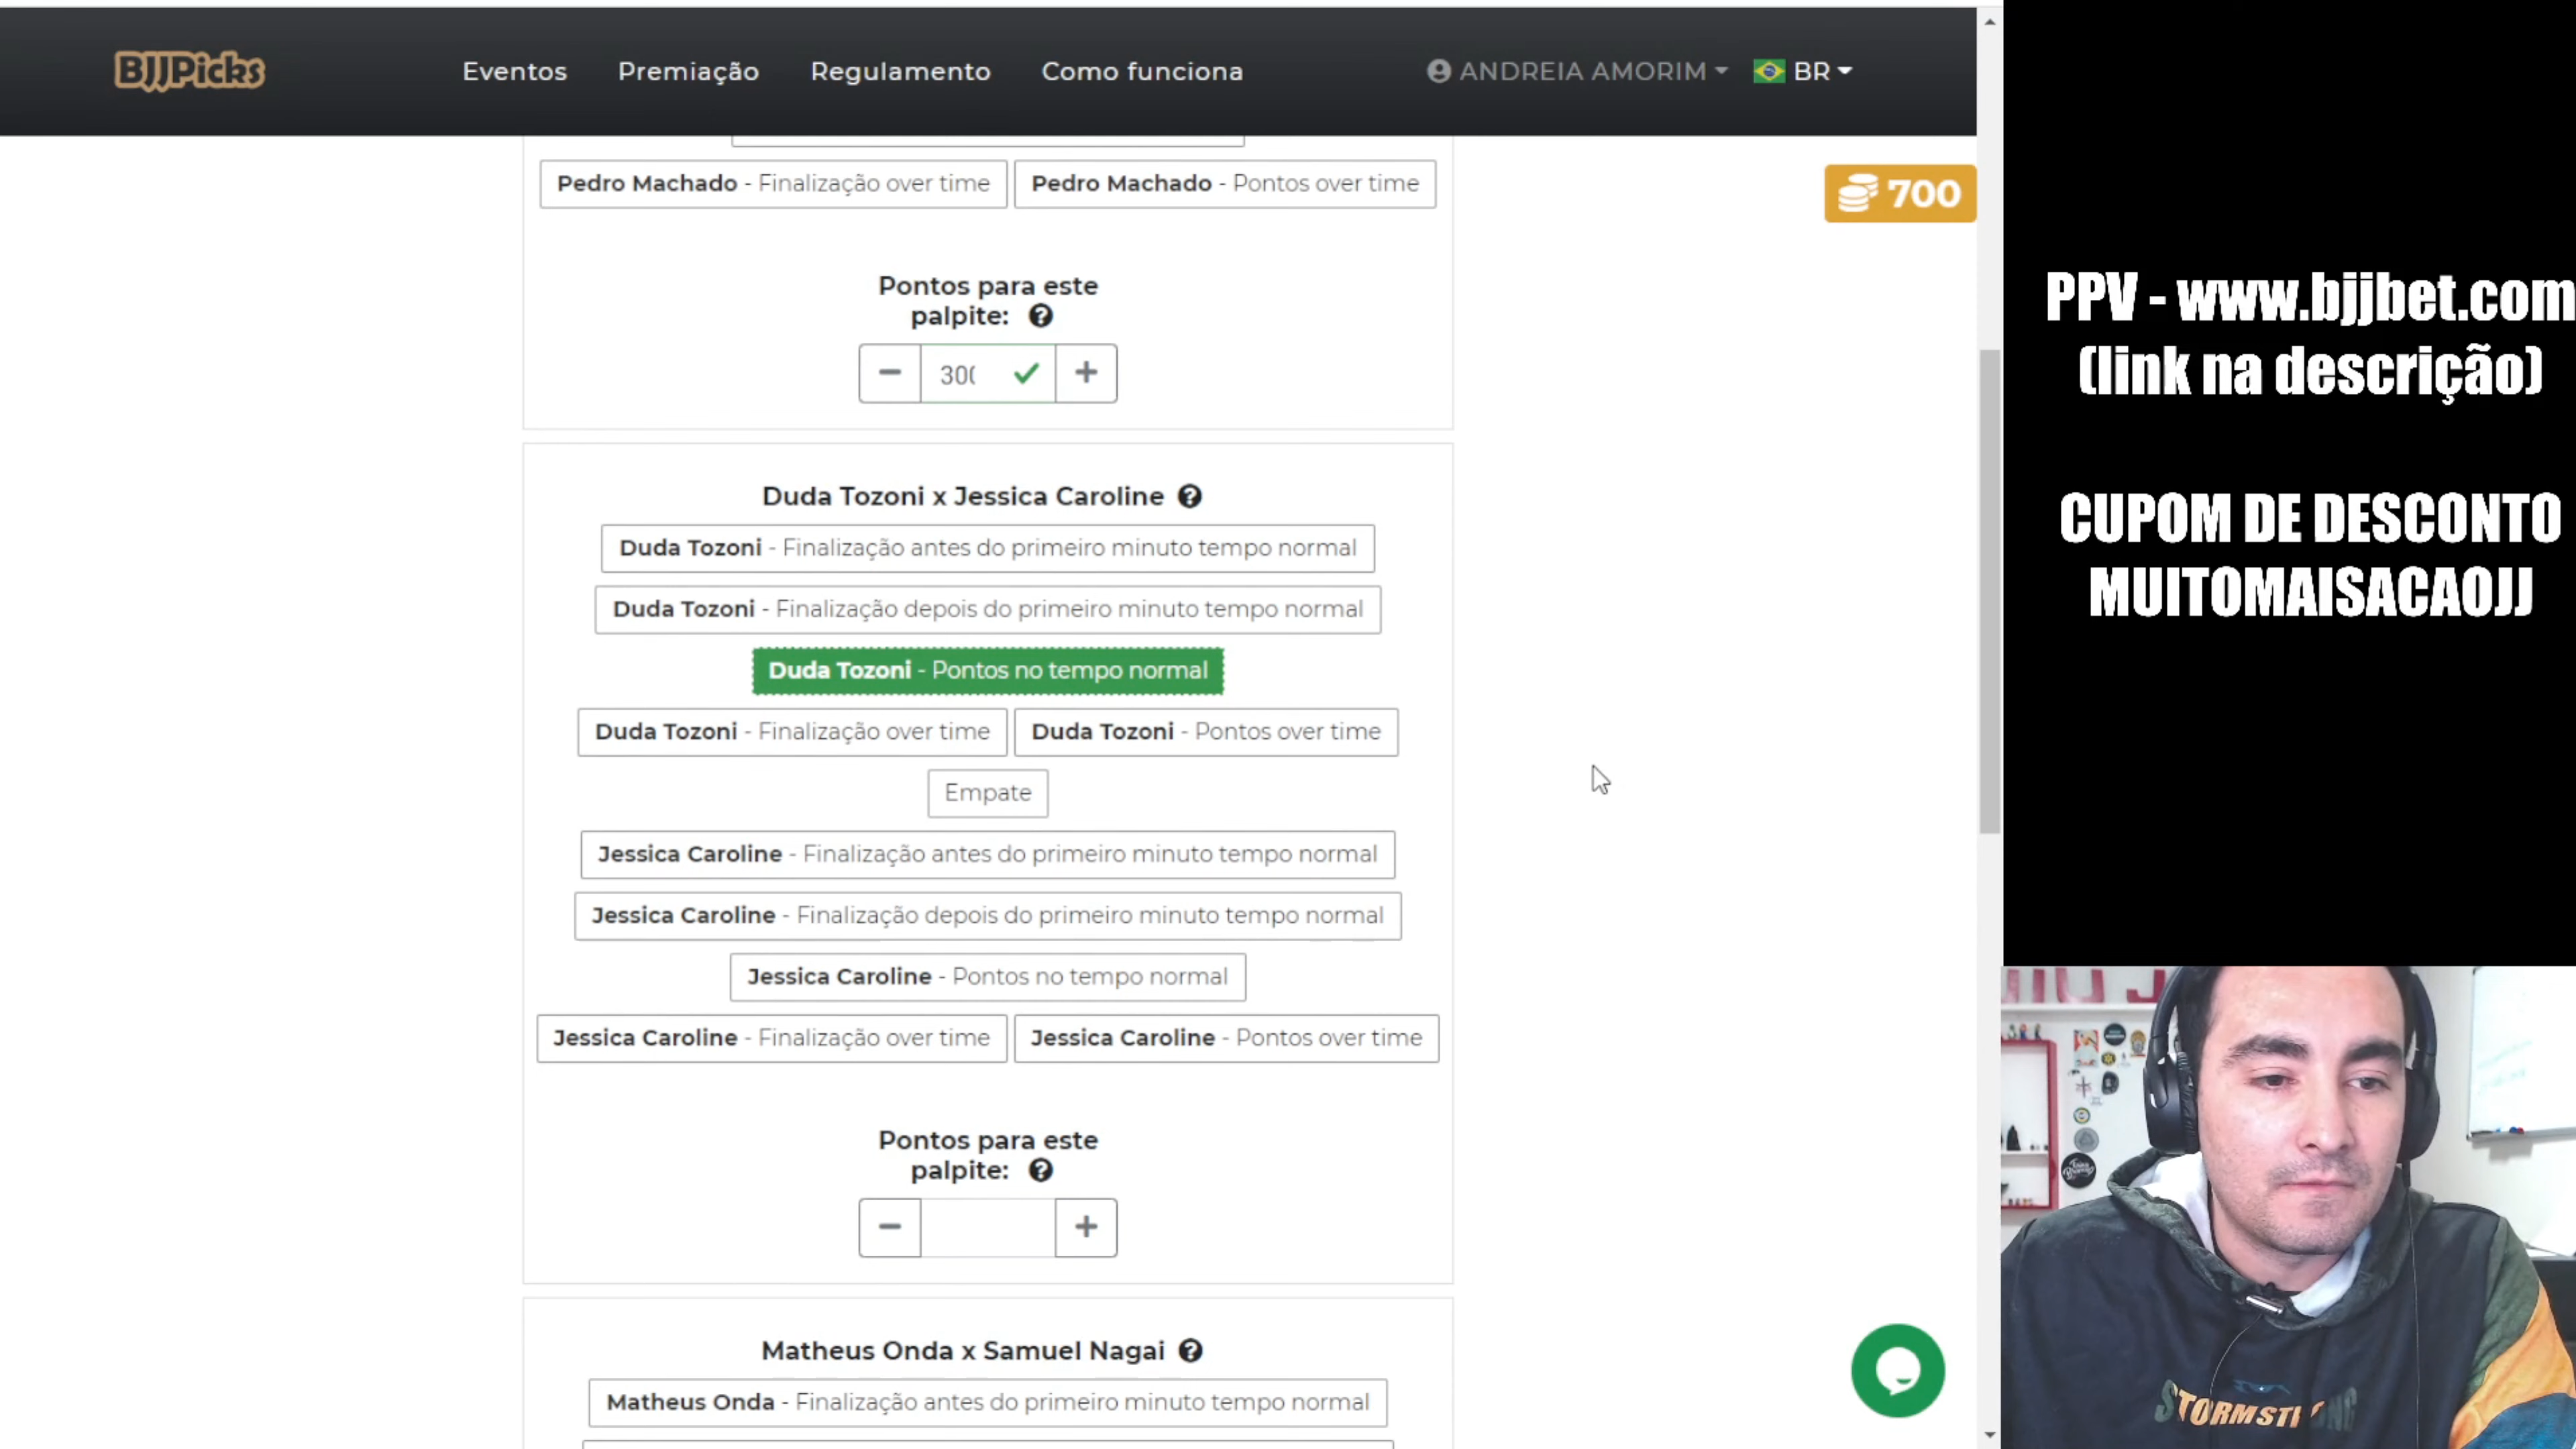 BJJPicks
Eventos Premiação Regulamento Como funciona ANDREIA AMORIM BR
Pedro Machado - Finalização over time Pedro Machado - Pontos over time
700
Pontos para este
palpite: ?
− 300 +
Duda Tozoni x Jessica Caroline ?
Duda Tozoni - Finalização antes do primeiro minuto tempo normal
Duda Tozoni - Finalização depois do primeiro minuto tempo normal
Duda Tozoni - Pontos no tempo normal
Duda Tozoni - Finalização over time Duda Tozoni - Pontos over time
Empate
Jessica Caroline - Finalização antes do primeiro minuto tempo normal
Jessica Caroline - Finalização depois do primeiro minuto tempo normal
Jessica Caroline - Pontos no tempo normal
Jessica Caroline - Finalização over time Jessica Caroline - Pontos over time
Pontos para este
palpite: ?
− +
Matheus Onda x Samuel Nagai ?
Matheus Onda - Finalização antes do primeiro minuto tempo normal
PPV - www.bjjbet.com
(link na descrição)
CUPOM DE DESCONTO
MUITOMAISACAOJJ